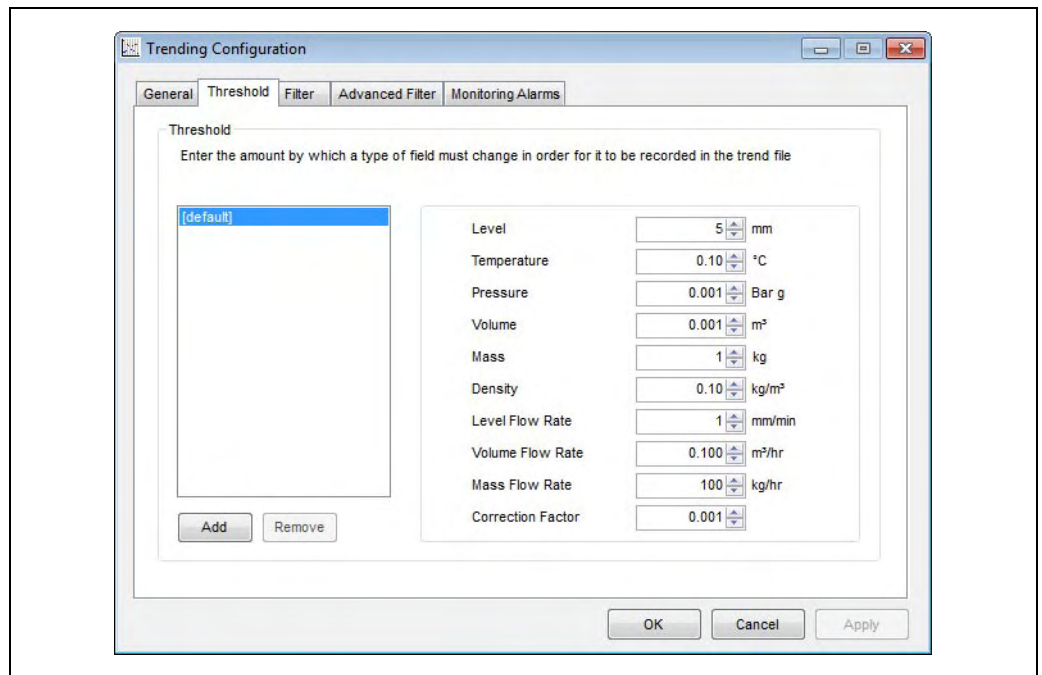 Trending Configuration
General Threshold Filter Advanced Filter Monitoring Alarms
Threshold
Enter the amount by which a type of field must change in order for it to be recorded in the trend file
[default]
Level 5 mm
Temperature 0.10 °C
Pressure 0.001 Bar g
Volume 0.001 m³
Mass 1 kg
Density 0.10 kg/m³
Level Flow Rate 1 mm/min
Volume Flow Rate 0.100 m³/hr
Mass Flow Rate 100 kg/hr
Correction Factor 0.001
Add Remove
OK Cancel Apply